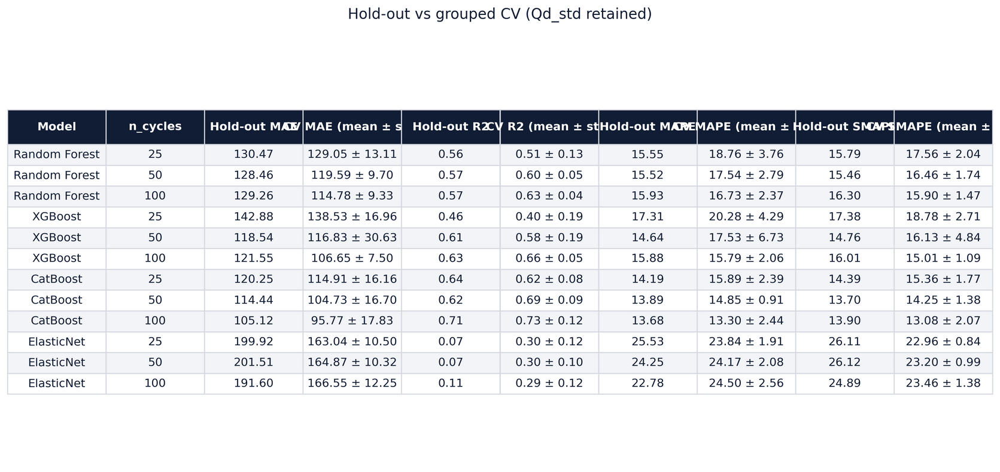 Hold-out vs grouped CV (Qd_std retained)
Model n_cycles Hold-out MAE CV MAE (mean ± s Hold-out R2 CV R2 (mean ± st Hold-out MAPE CV MAPE (mean ± Hold-out SMAPE CV SMAPE (mean ±
Random Forest 25 130.47 129.05 ± 13.11 0.56 0.51 ± 0.13 15.55 18.76 ± 3.76 15.79 17.56 ± 2.04
Random Forest 50 128.46 119.59 ± 9.70 0.57 0.60 ± 0.05 15.52 17.54 ± 2.79 15.46 16.46 ± 1.74
Random Forest 100 129.26 114.78 ± 9.33 0.57 0.63 ± 0.04 15.93 16.73 ± 2.37 16.30 15.90 ± 1.47
XGBoost 25 142.88 138.53 ± 16.96 0.46 0.40 ± 0.19 17.31 20.28 ± 4.29 17.38 18.78 ± 2.71
XGBoost 50 118.54 116.83 ± 30.63 0.61 0.58 ± 0.19 14.64 17.53 ± 6.73 14.76 16.13 ± 4.84
XGBoost 100 121.55 106.65 ± 7.50 0.63 0.66 ± 0.05 15.88 15.79 ± 2.06 16.01 15.01 ± 1.09
CatBoost 25 120.25 114.91 ± 16.16 0.64 0.62 ± 0.08 14.19 15.89 ± 2.39 14.39 15.36 ± 1.77
CatBoost 50 114.44 104.73 ± 16.70 0.62 0.69 ± 0.09 13.89 14.85 ± 0.91 13.70 14.25 ± 1.38
CatBoost 100 105.12 95.77 ± 17.83 0.71 0.73 ± 0.12 13.68 13.30 ± 2.44 13.90 13.08 ± 2.07
ElasticNet 25 199.92 163.04 ± 10.50 0.07 0.30 ± 0.12 25.53 23.84 ± 1.91 26.11 22.96 ± 0.84
ElasticNet 50 201.51 164.87 ± 10.32 0.07 0.30 ± 0.10 24.25 24.17 ± 2.08 26.12 23.20 ± 0.99
ElasticNet 100 191.60 166.55 ± 12.25 0.11 0.29 ± 0.12 22.78 24.50 ± 2.56 24.89 23.46 ± 1.38